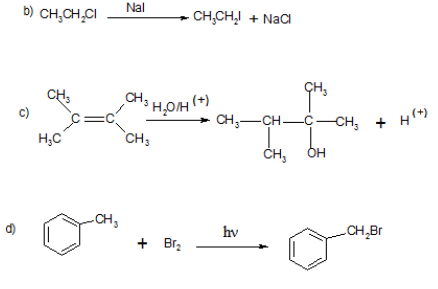 b) CH3CH2Cl NaI CH3CH2I + NaCl
c) CH3 CH3 H3C C=C CH3 H2O/H (+) CH3 CH3—CH—C—CH3 CH3 OH + H (+)
d) CH3 + Br2 hν CH2Br